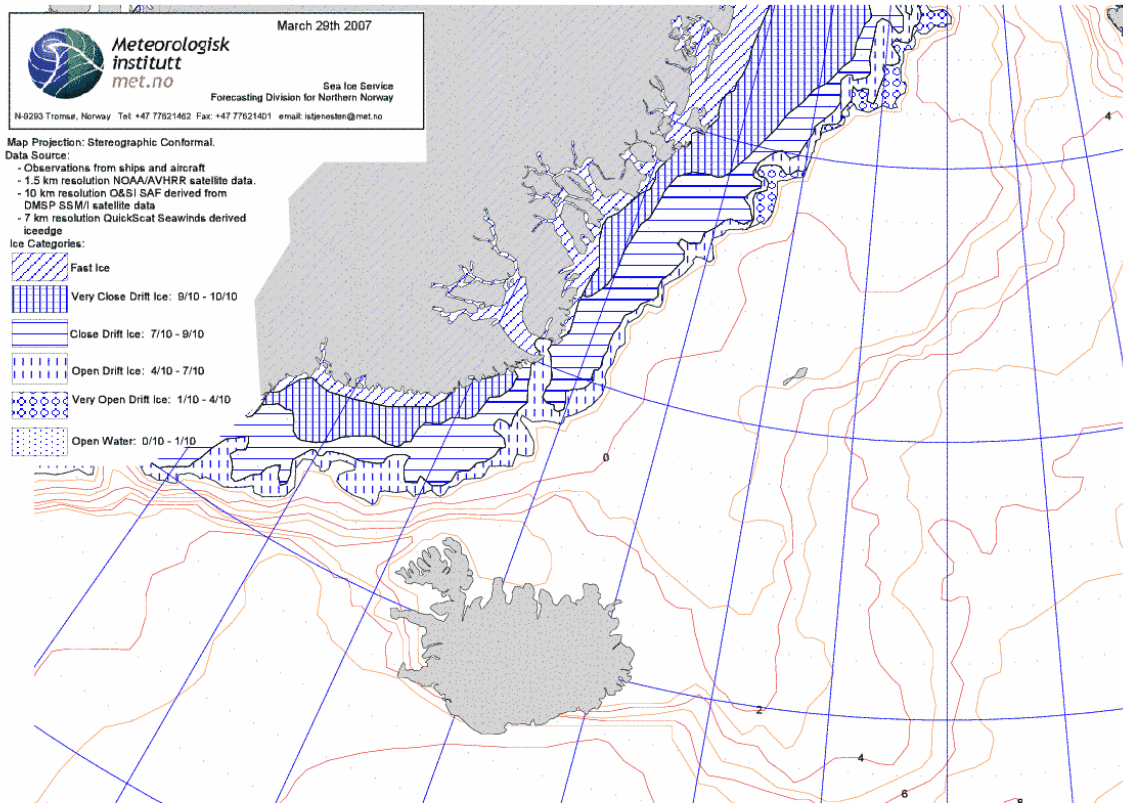 March 29th 2007
Meteorologisk
institutt
met.no
Sea Ice Service
Forecasting Division for Northern Norway
N-9293 Tromsø, Norway Tel: +47 77621462 Fax: +47 77621401 email: istjenesten@met.no
Map Projection: Stereographic Conformal.
Data Source:
- Observations from ships and aircraft
- 1.5 km resolution NOAA/AVHRR satellite data.
- 10 km resolution O&SI SAF derived from
DMSP SSM/I satellite data
- 7 km resolution QuickScat Seawinds derived
iceedge
Ice Categories:
Fast Ice
Very Close Drift Ice: 9/10 - 10/10
Close Drift Ice: 7/10 - 9/10
Open Drift Ice: 4/10 - 7/10
Very Open Drift Ice: 1/10 - 4/10
Open Water: 0/10 - 1/10
4
0
2
4
6